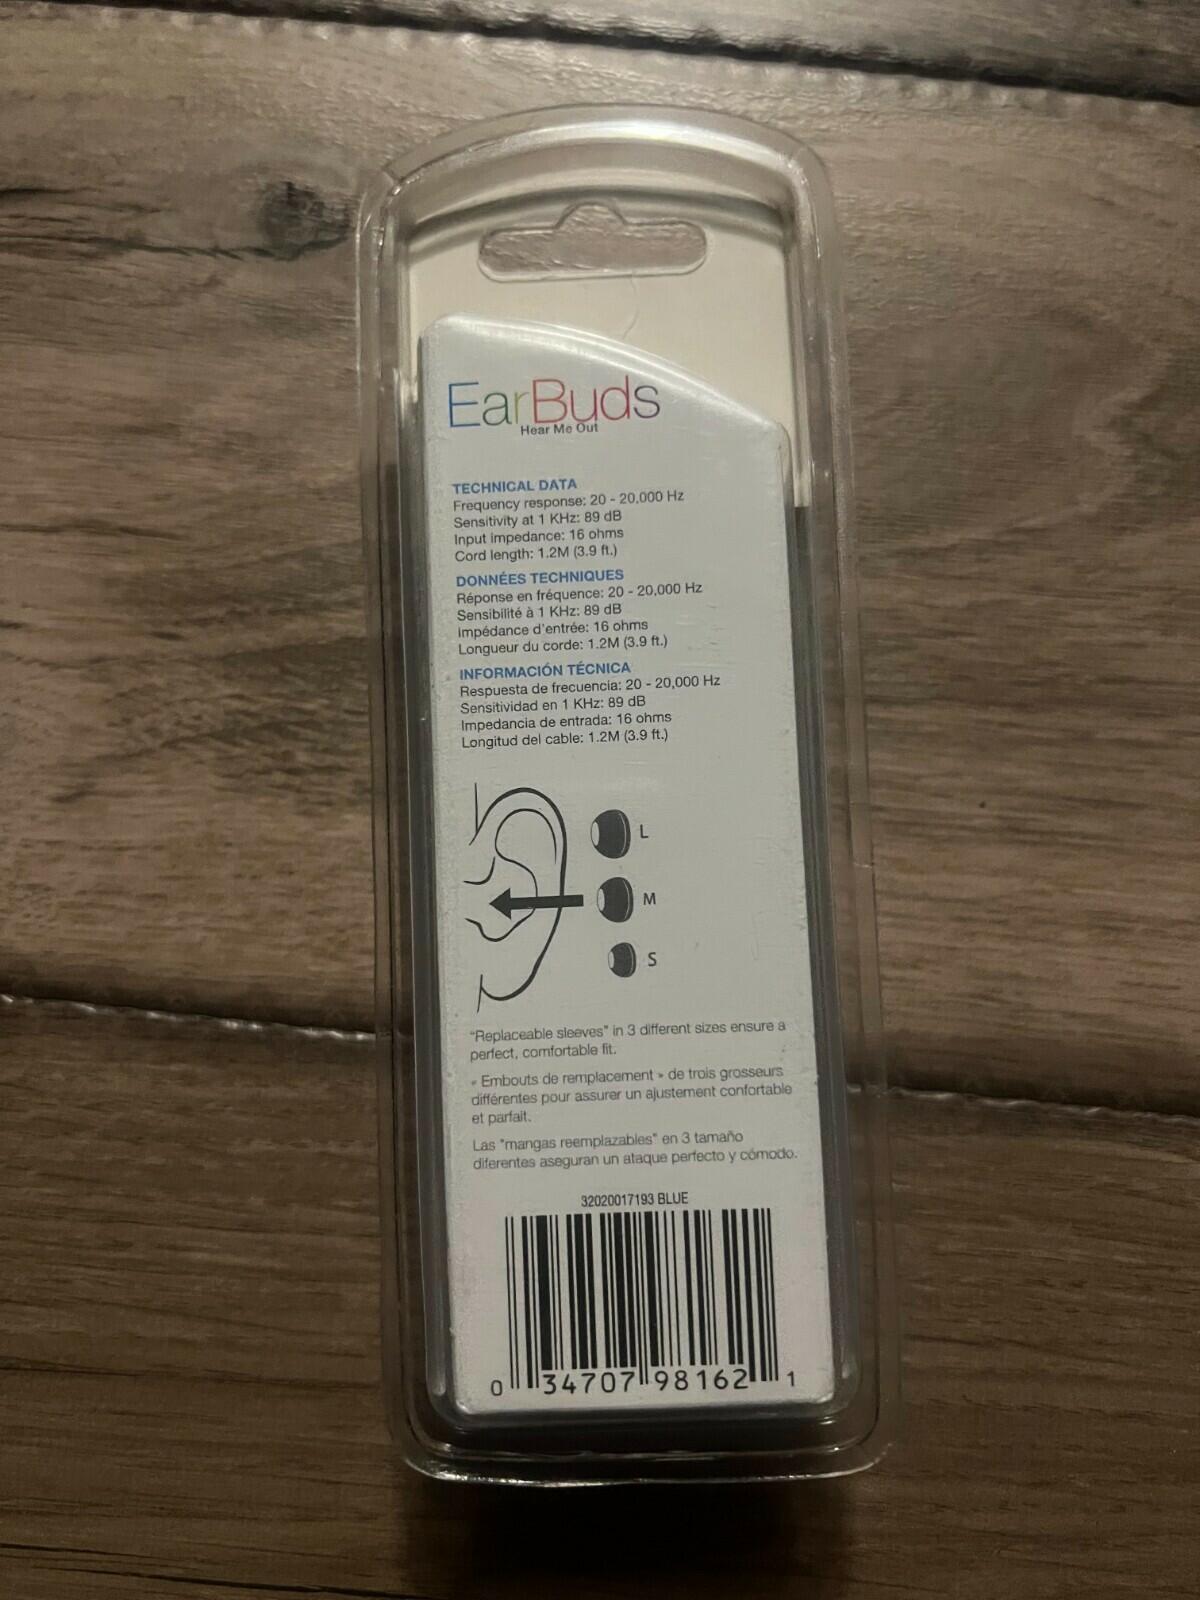 EarBuds
Hear Me Out
TECHNICAL DATA
Frequency response: 20 - 20,000 Hz
Sensitivity at 1 KHz: 89 dB
Input impedance: 16 ohms
Cord length: 1.2M (3.9 ft.)
DONNÉES TECHNIQUES
Réponse en fréquence: 20 - 20,000 Hz
Sensibilité à 1 KHz: 89 dB
Impédance d'entrée: 16 ohms
Longueur du corde: 1.2M (3.9 ft.)
INFORMACIÓN TÉCNICA
Respuesta de frecuencia: 20 - 20,000 Hz
Sensitividad en 1 KHz: 89 dB
Impedancia de entrada: 16 ohms
Longitud del cable: 1.2M (3.9 ft.)
L
M
S
"Replaceable sleeves" in 3 different sizes ensure a
perfect, comfortable fit.
« Embouts de remplacement » de trois grosseurs
différentes pour assurer un ajustement confortable
et parfait.
Las "mangas reemplazables" en 3 tamaño
diferentes aseguran un ataque perfecto y cómodo.
32020017193 BLUE
0 34707 98162 1